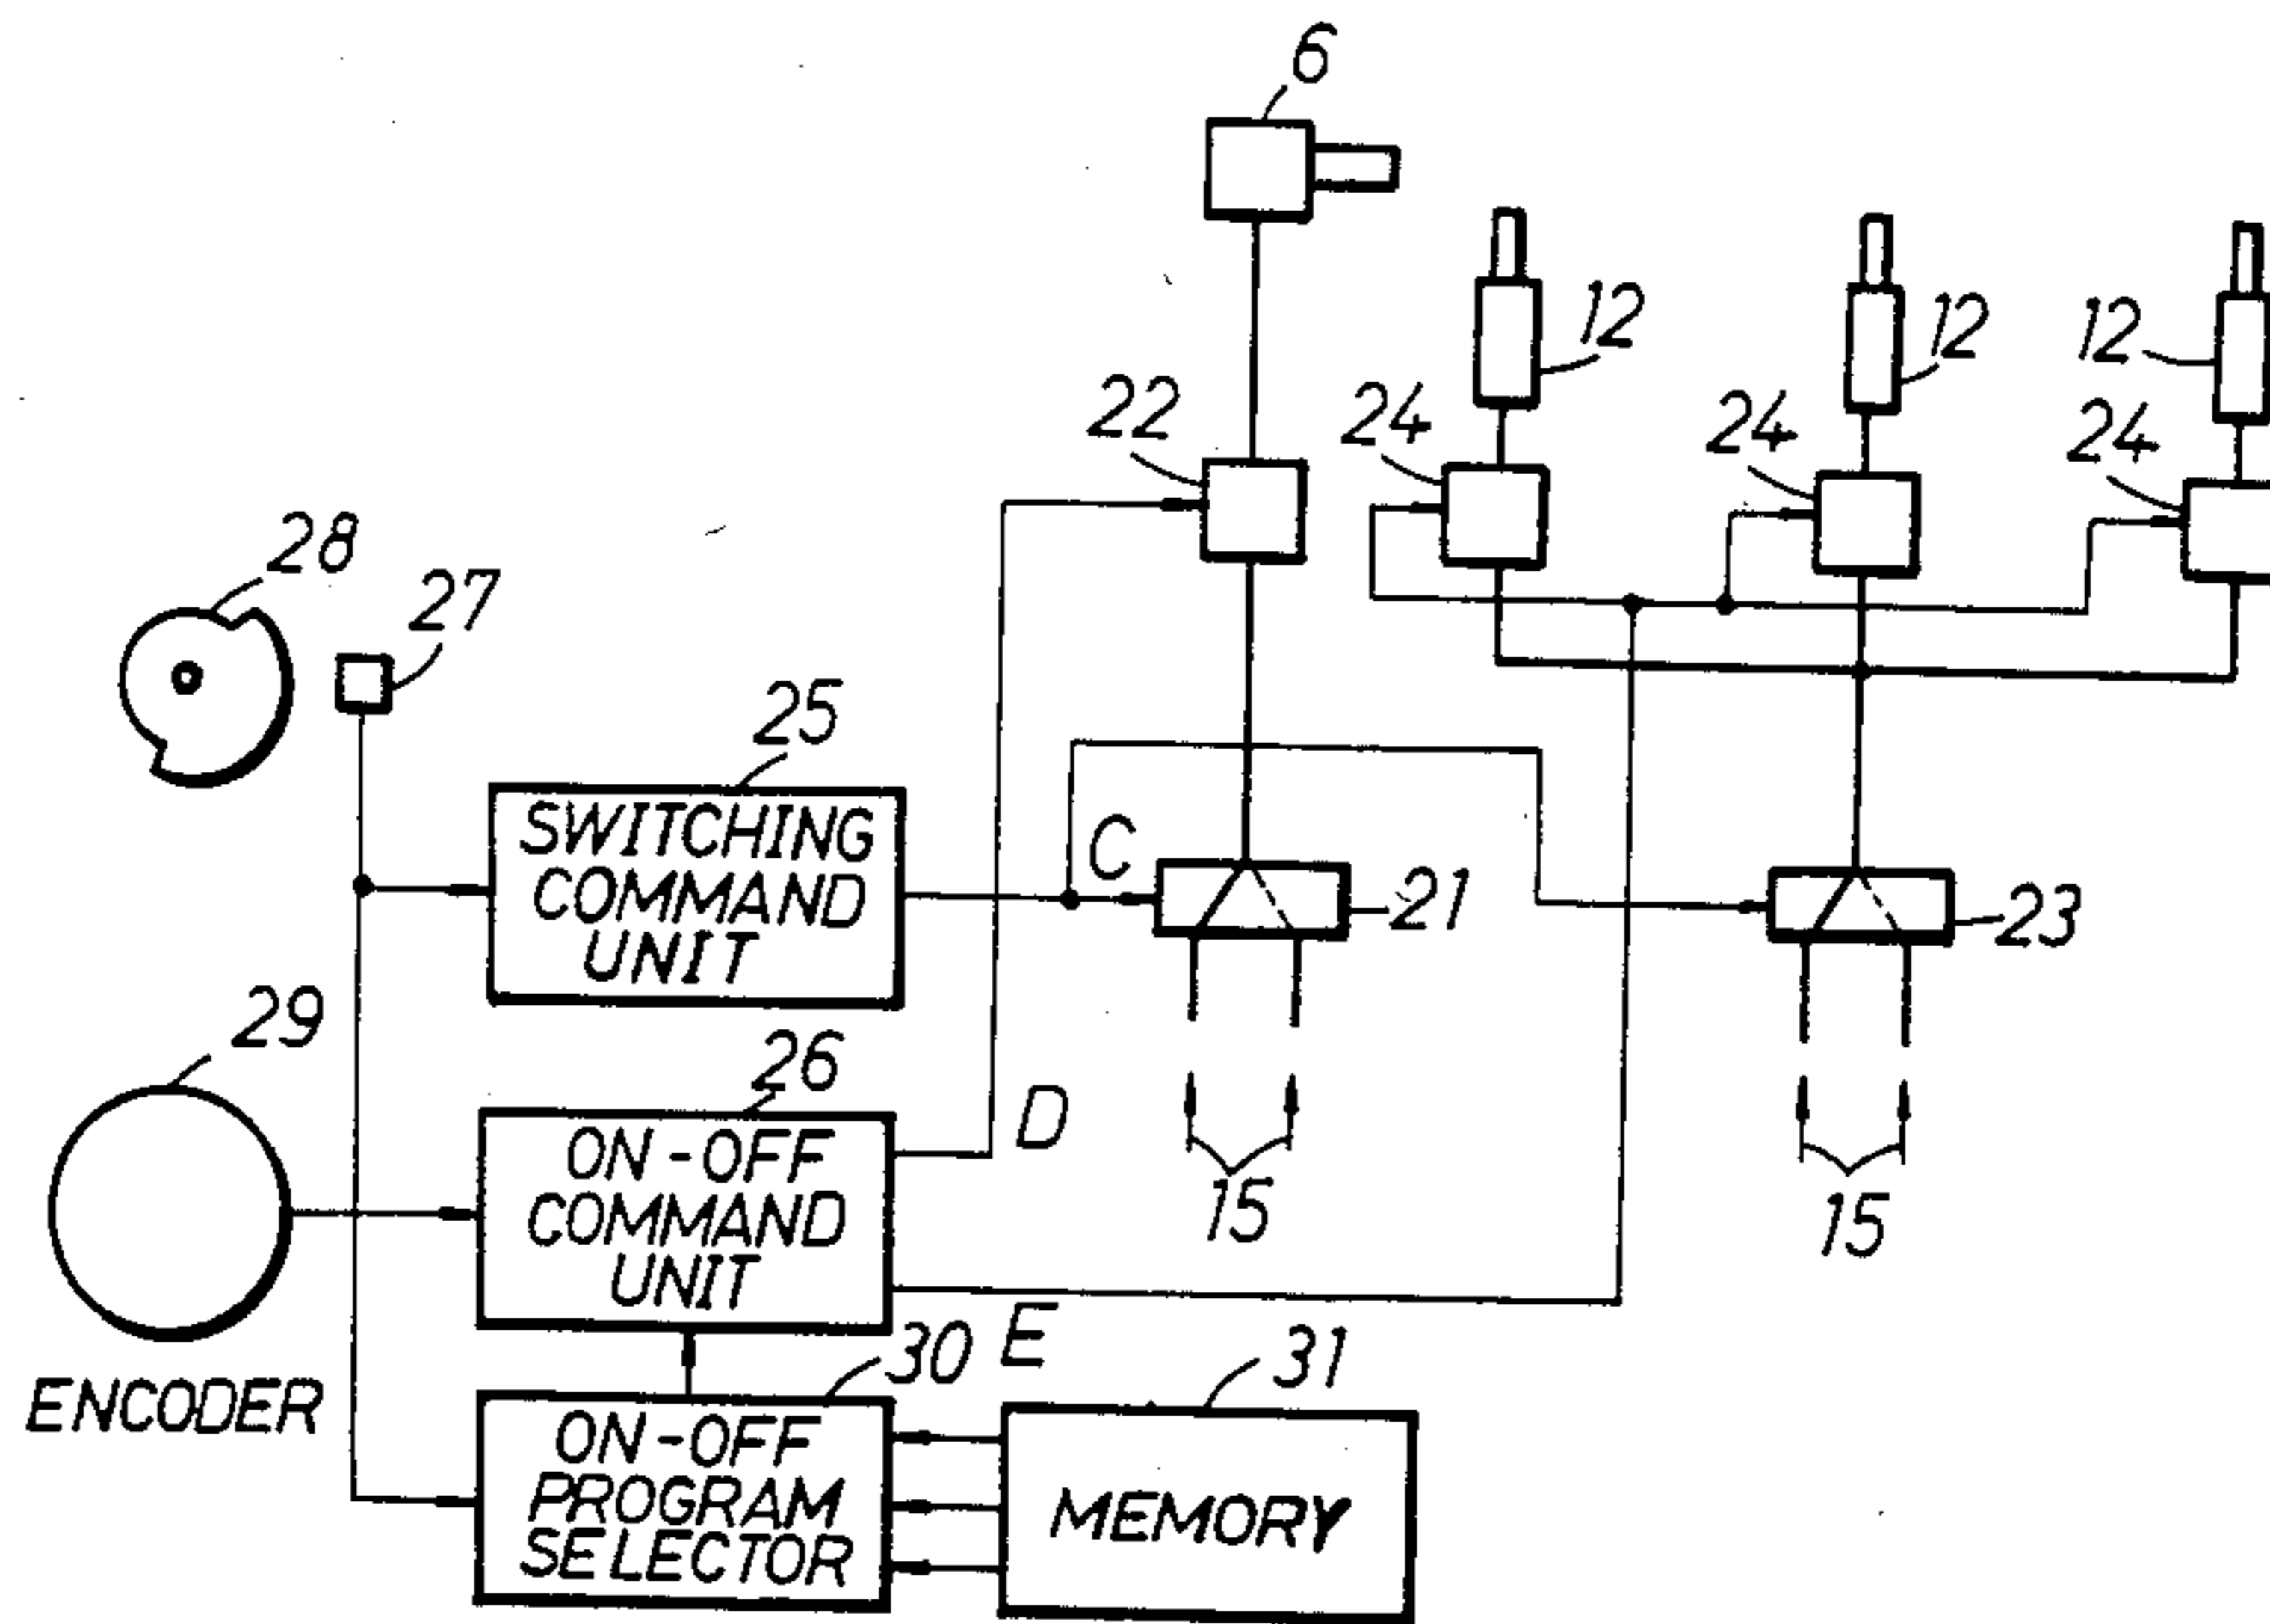 6
12
12
12
22
24
24
24
28
27
25
SWITCHING
COMMAND
UNIT
C
21
23
29
26
ON-OFF
COMMAND
UNIT
D
15
15
E
ENCODER
30
31
ON-OFF
PROGRAM
SELECTOR
MEMORY